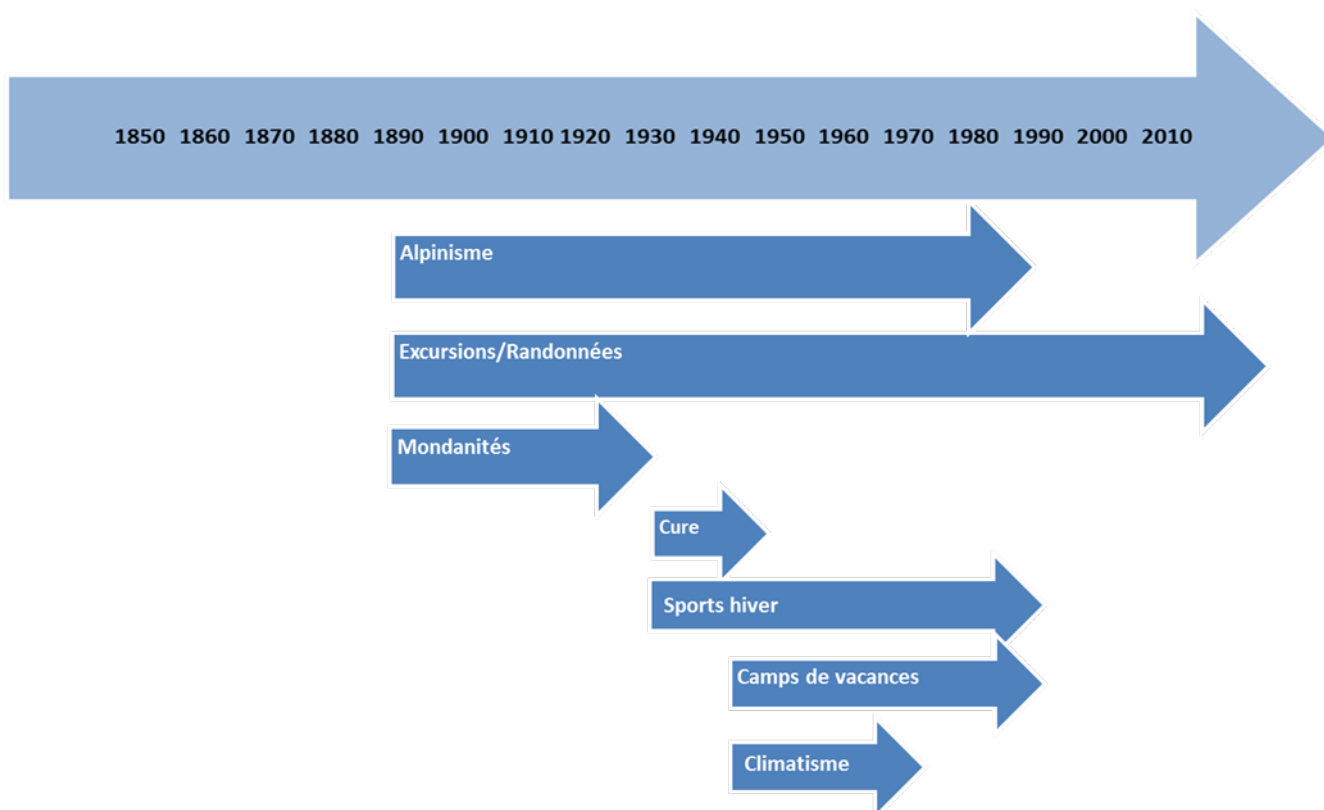 1850 1860 1870 1880 1890 1900 1910 1920 1930 1940 1950 1960 1970 1980 1990 2000 2010
Alpinisme
Excursions/Randonnées
Mondanités
Cure
Sports hiver
Camps de vacances
Climatisme